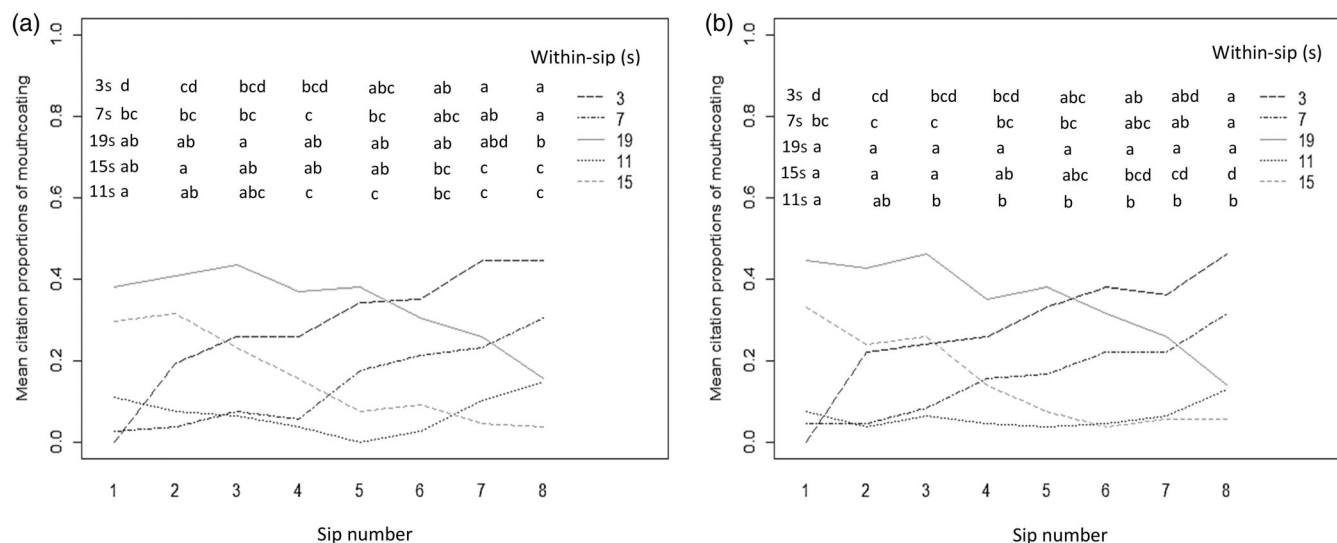 (a)
Mean citation proportions of mouthcoating
1.0
0.8
0.6
0.4
0.2
0.0
Within-sip (s)
3
7
19
11
15
3s d cd bcd bcd abc ab a a
7s bc bc bc c bc abc ab a
19s ab ab a ab ab ab abd b
15s ab a ab ab ab bc c c
11s a ab abc c c bc c c
1 2 3 4 5 6 7 8
Sip number
(b)
Mean citation proportions of mouthcoating
1.0
0.8
0.6
0.4
0.2
0.0
Within-sip (s)
3
7
19
11
15
3s d cd bcd bcd abc ab abd a
7s bc c c bc bc abc ab a
19s a a a a a a a a
15s a a a ab abc bcd cd d
11s a ab b b b b b b
1 2 3 4 5 6 7 8
Sip number